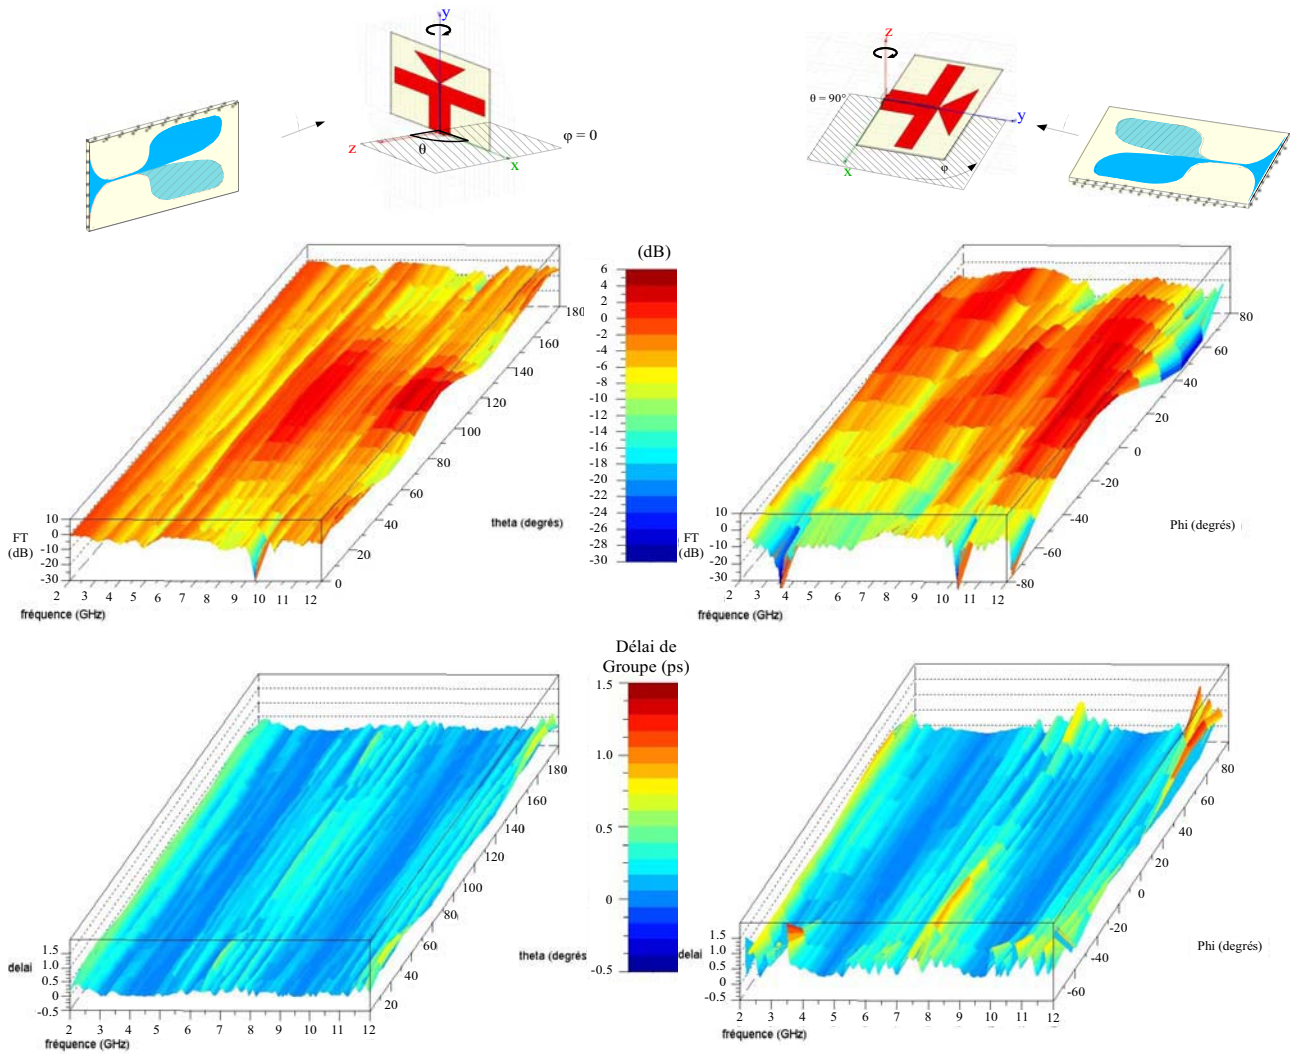 y
z
θ
x
φ = 0
z
θ = 90°
y
x
φ
(dB)
6
4
2
0
-2
-4
-6
-8
-10
-12
-14
-16
-18
-20
-22
-24
-26
-28
-30
180
160
140
120
100
80
60
40
20
0
theta (degrés)
10
0
-10
-20
-30
FT
(dB)
2 3 4 5 6 7 8 9 10 11 12
fréquence (GHz)
80
60
40
20
0
-20
-40
-60
-80
Phi (degrés)
10
0
-10
-20
-30
FT
(dB)
2 3 4 5 6 7 8 9 10 11 12
fréquence (GHz)
Délai de
Groupe (ps)
1.5
1.0
0.5
0
-0.5
180
160
140
120
100
80
60
40
20
theta (degrés
1.5
1.0
0.5
0
-0.5
delai
2 3 4 5 6 7 8 9 10 11 12
fréquence (GHz)
80
60
40
20
0
-20
-40
-60
Phi (degrés)
1.5
1.0
0.5
0
-0.5
delai
2 3 4 5 6 7 8 9 10 11 12
fréquence (GHz)